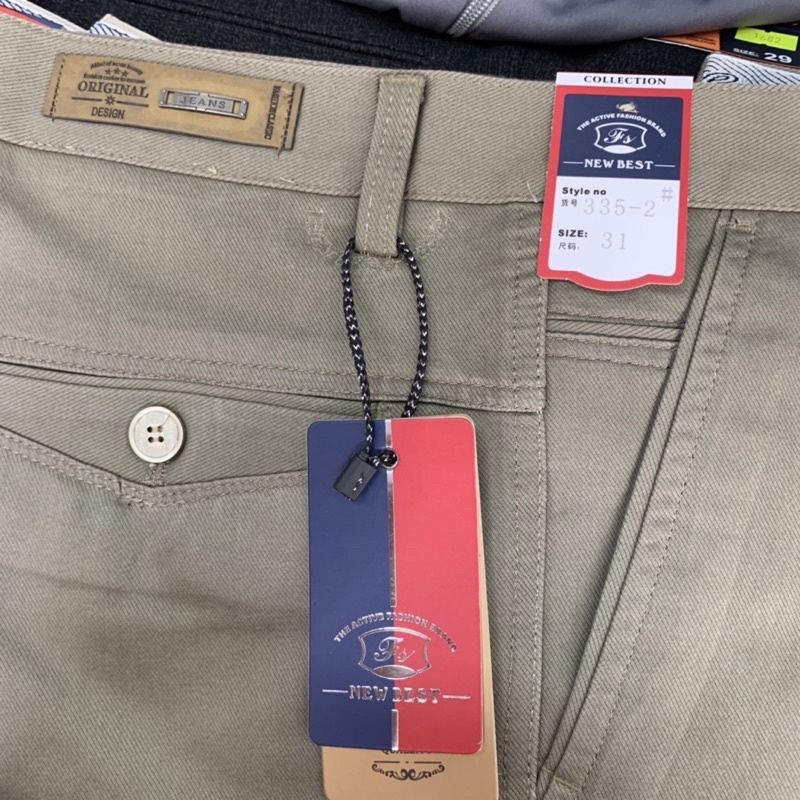 ORIGINAL
DESIGN
JEANS
COLLECTION
THE ACTIVE FASHION BRAND
Fs
NEW BEST
Style no
货号 335-2 #
SIZE:
尺码: 31
SIZE: 29
THE ACTIVE FASHION BRAND
Fs
NEW BEST
QUALITY